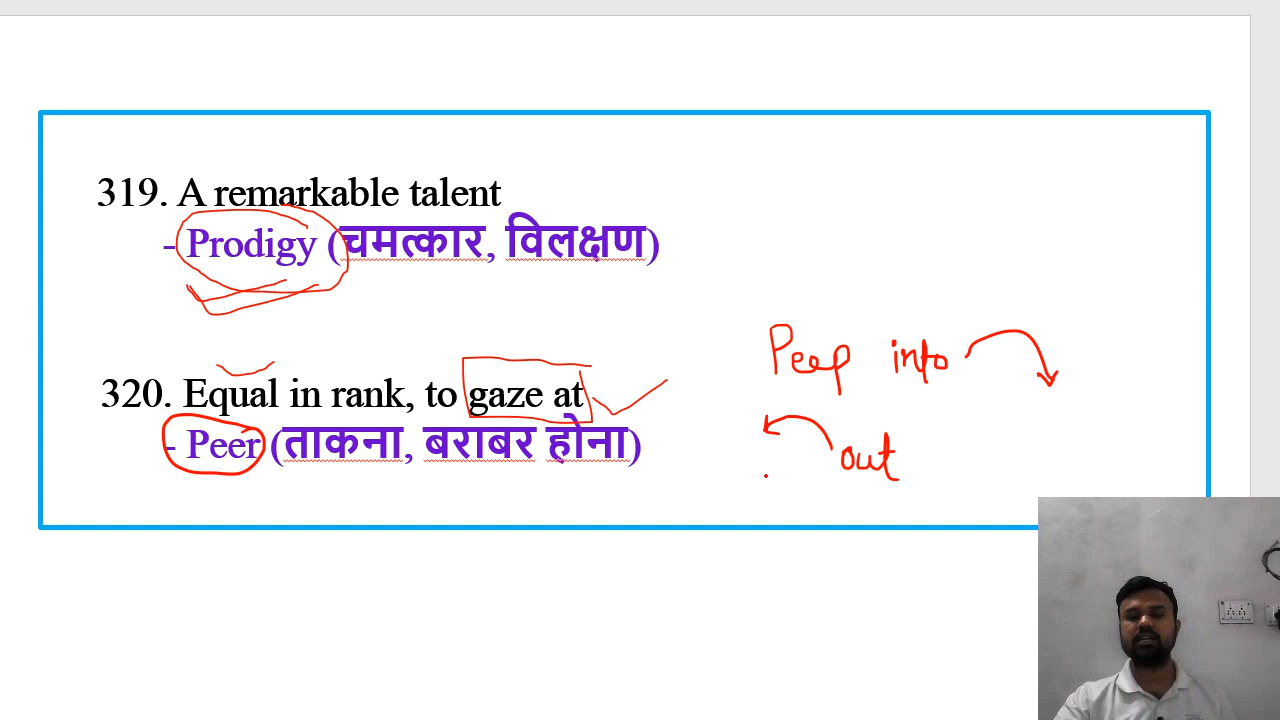 319. A remarkable talent
- Prodigy (चमत्कार, विलक्षण)
320. Equal in rank, to gaze at
- Peer (ताकना, बराबर होना)
Peep into
out